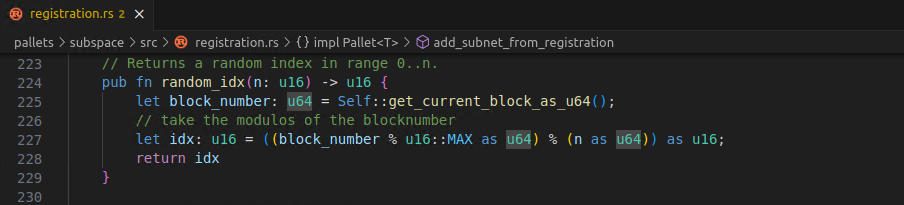 registration.rs 2 ×
pallets > subspace > src > registration.rs > {} impl Pallet<T> > add_subnet_from_registration
223 // Returns a random index in range 0..n.
224 pub fn random_idx(n: u16) -> u16 {
225 let block_number: u64 = Self::get_current_block_as_u64();
226 // take the modulos of the blocknumber
227 let idx: u16 = ((block_number % u16::MAX as u64) % (n as u64)) as u16;
228 return idx
229 }
230